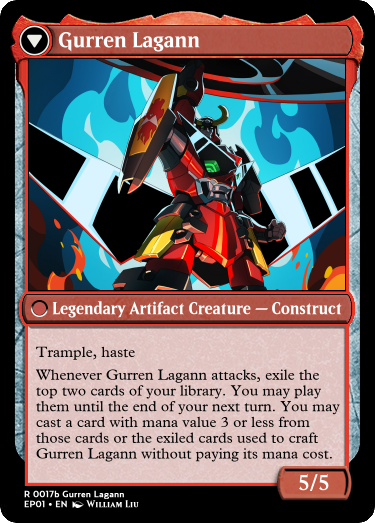 Gurren Lagann
Legendary Artifact Creature — Construct
Trample, haste
Whenever Gurren Lagann attacks, exile the
top two cards of your library. You may play
them until the end of your next turn. You may
cast a card with mana value 3 or less from
those cards or the exiled cards used to craft
Gurren Lagann without paying its mana cost.
5/5
R 0017b Gurren Lagann
EP01 • EN William Liu